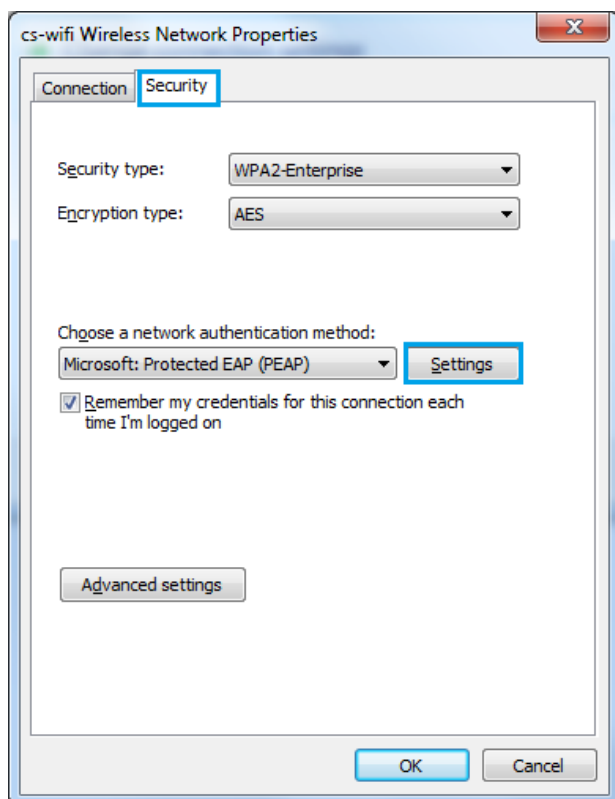 cs-wifi Wireless Network Properties
Connection
Security
Security type:
WPA2-Enterprise
Encryption type:
AES
Choose a network authentication method:
Microsoft: Protected EAP (PEAP)
Settings
Remember my credentials for this connection each
time I'm logged on
Advanced settings
OK
Cancel